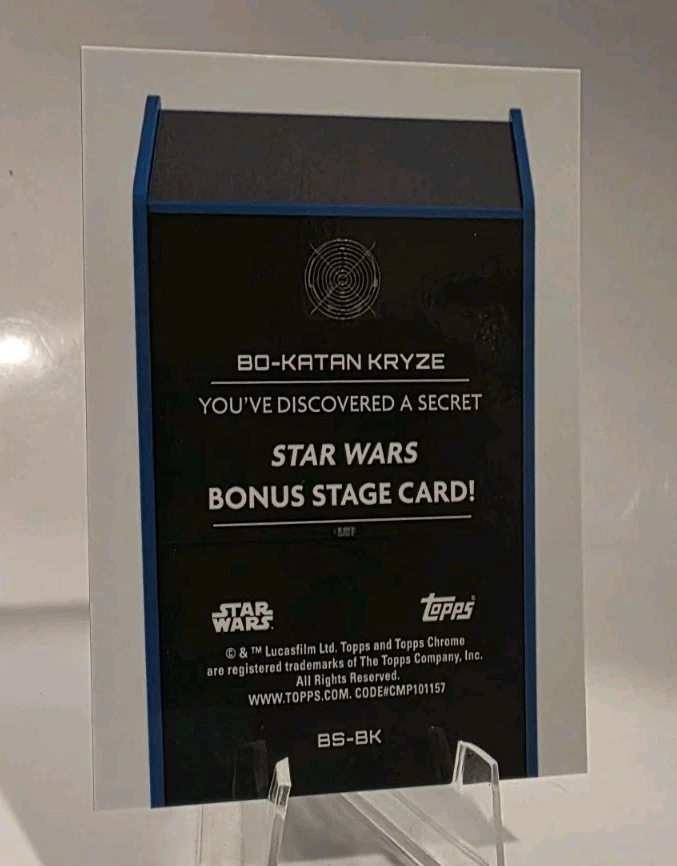 BO-KATAN KRYZE
YOU'VE DISCOVERED A SECRET
STAR WARS
BONUS STAGE CARD!
STAR WARS
topps
© & ™ Lucasfilm Ltd. Topps and Topps Chrome
are registered trademarks of The Topps Company, Inc.
All Rights Reserved.
WWW.TOPPS.COM. CODE#CMP101157
BS-BK